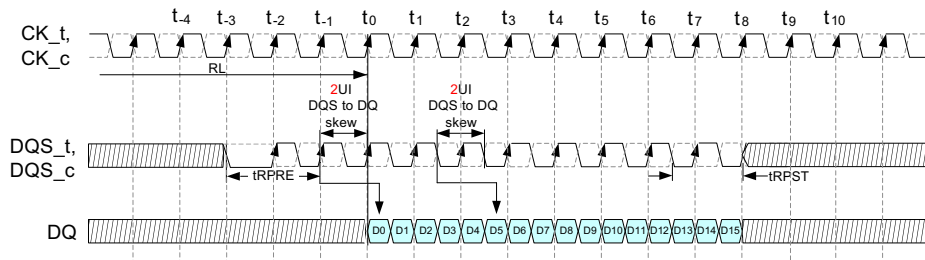 t-4 t-3 t-2 t-1 t0 t1 t2 t3 t4 t5 t6 t7 t8 t9 t10
CK_t,
CK_c
RL
2UI
DQS to DQ
skew
2UI
DQS to DQ
skew
DQS_t,
DQS_c
tRPRE
tRPST
DQ
D0 D1 D2 D3 D4 D5 D6 D7 D8 D9 D10 D11 D12 D13 D14 D15